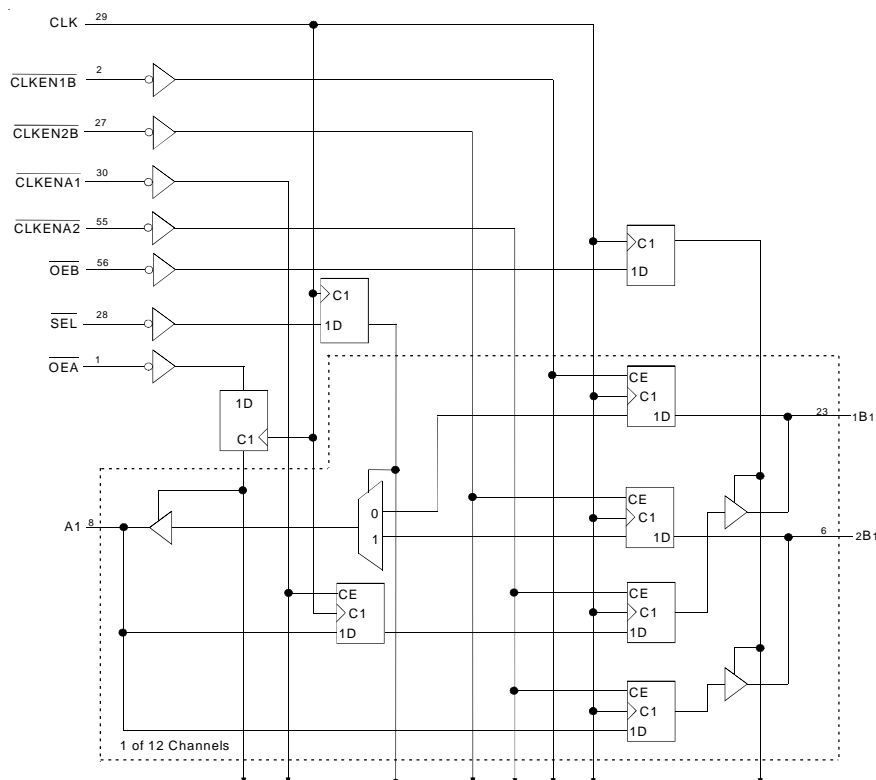 CLK 29
CLKEN1B 2
CLKEN2B 27
CLKENA1 30
CLKENA2 55
C1
1D
OEB 56
C1
1D
SEL 28
OEA 1
1D
C1
CE
C1
1D
23 1B1
0
1
A1 8
CE
C1
1D
6 2B1
CE
C1
1D
CE
C1
1D
CE
C1
1D
1 of 12 Channels